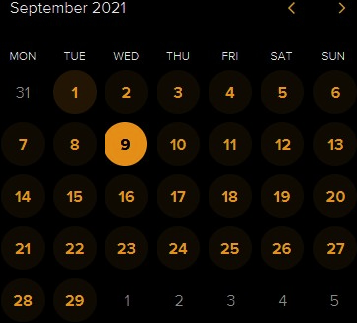 September 2021
MON TUE WED THU FRI SAT SUN
31 1 2 3 4 5 6
7 8 9 10 11 12 13
14 15 16 17 18 19 20
21 22 23 24 25 26 27
28 29 1 2 3 4 5